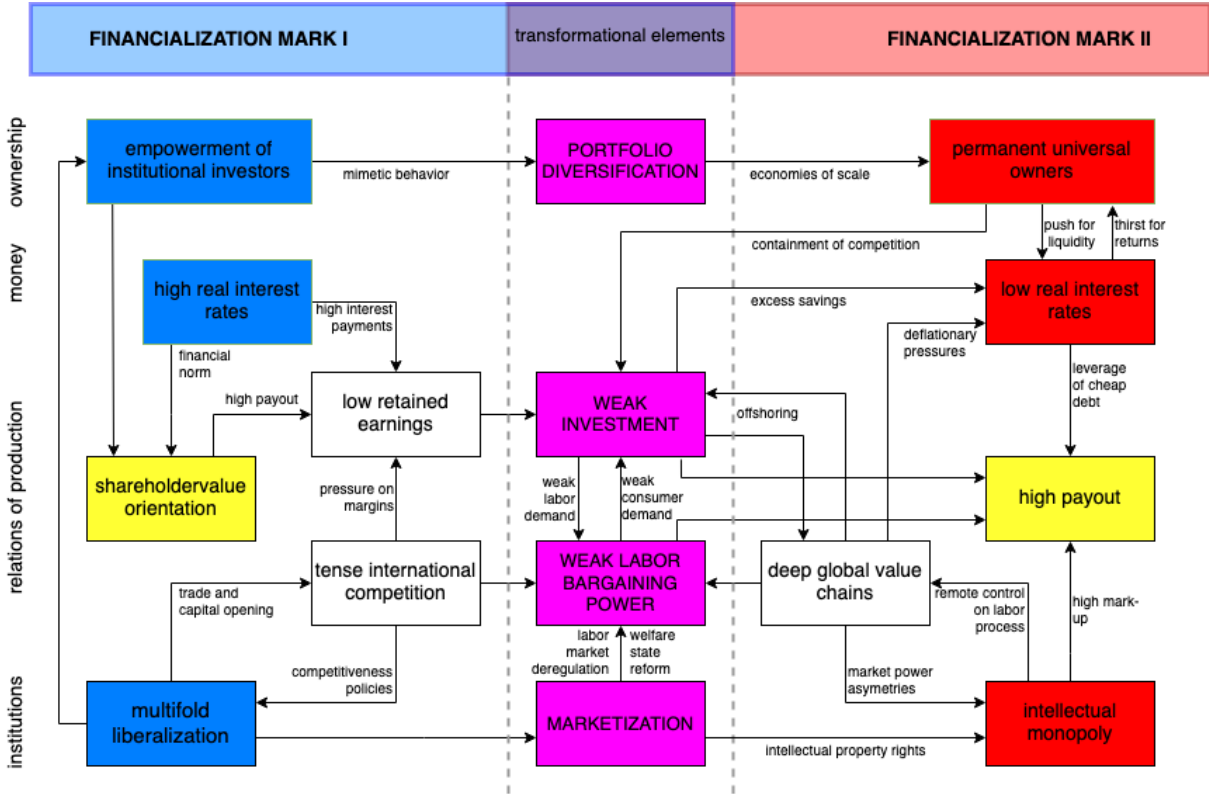 FINANCIALIZATION MARK I
transformational elements
FINANCIALIZATION MARK II
ownership
empowerment of
institutional investors
mimetic behavior
PORTFOLIO
DIVERSIFICATION
economies of scale
permanent universal
owners
containment of competition
push for
liquidity
thirst for
returns
money
high real interest
rates
high interest
payments
financial
norm
excess savings
low real interest
rates
deflationary
pressures
leverage
of cheap
debt
relations of production
high payout
low retained
earnings
WEAK
INVESTMENT
offshoring
shareholdervalue
orientation
pressure on
margins
weak
labor
demand
weak
consumer
demand
high payout
tense international
competition
WEAK LABOR
BARGAINING
POWER
deep global value
chains
trade and
capital opening
remote control
on labor
process
high mark-
up
competitiveness
policies
labor
market
deregulation
welfare
state
reform
market power
asymetries
institutions
multifold
liberalization
MARKETIZATION
intellectual property rights
intellectual
monopoly